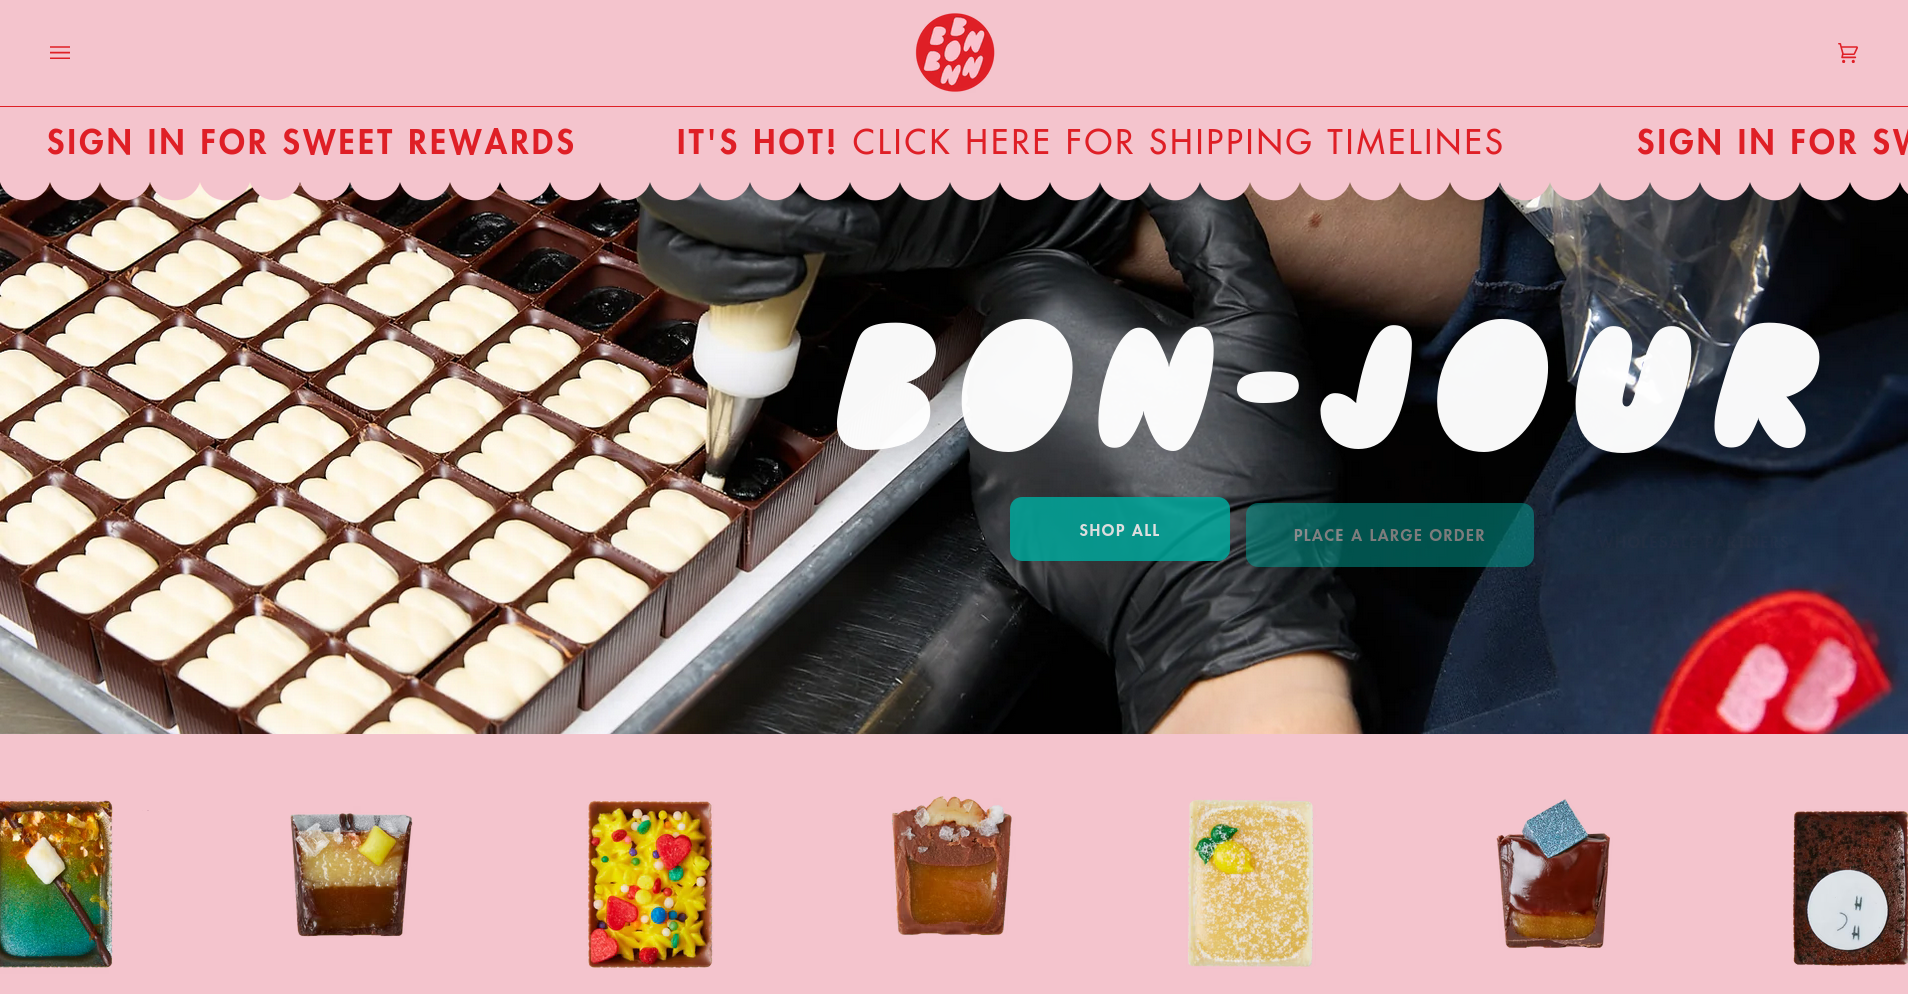 BON
BON
NN
SIGN IN FOR SWEET REWARDS
IT'S HOT! CLICK HERE FOR SHIPPING TIMELINES
SIGN IN FOR SW
BON-JOUR
SHOP ALL
PLACE A LARGE ORDER